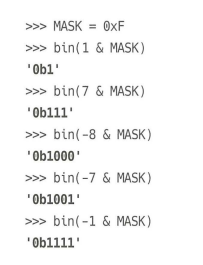 >>> MASK = 0xF
>>> bin(1 & MASK)
'0b1'
>>> bin(7 & MASK)
'0b111'
>>> bin(-8 & MASK)
'0b1000'
>>> bin(-7 & MASK)
'0b1001'
>>> bin(-1 & MASK)
'0b1111'